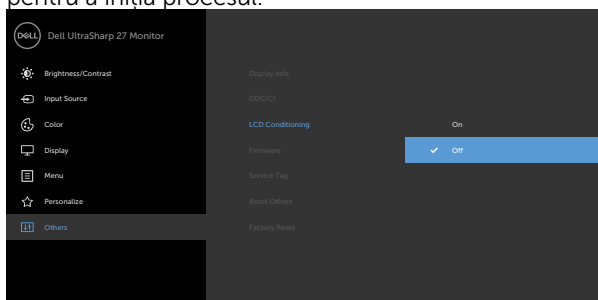 pentru a iniția procesul.
DELL
Dell UltraSharp 27 Monitor
Brightness/Contrast
Display Info
Input Source
DDC/CI
Color
LCD Conditioning
On
Display
Firmware
Off
Menu
Service Tag
Personalize
Reset Others
Others
Factory Reset